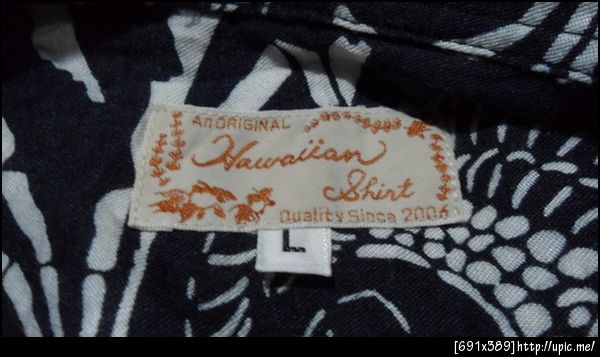 An ORIGINAL
Hawaiian
Shirt
Quality Since 2006
L
[691x389]http://upic.me/